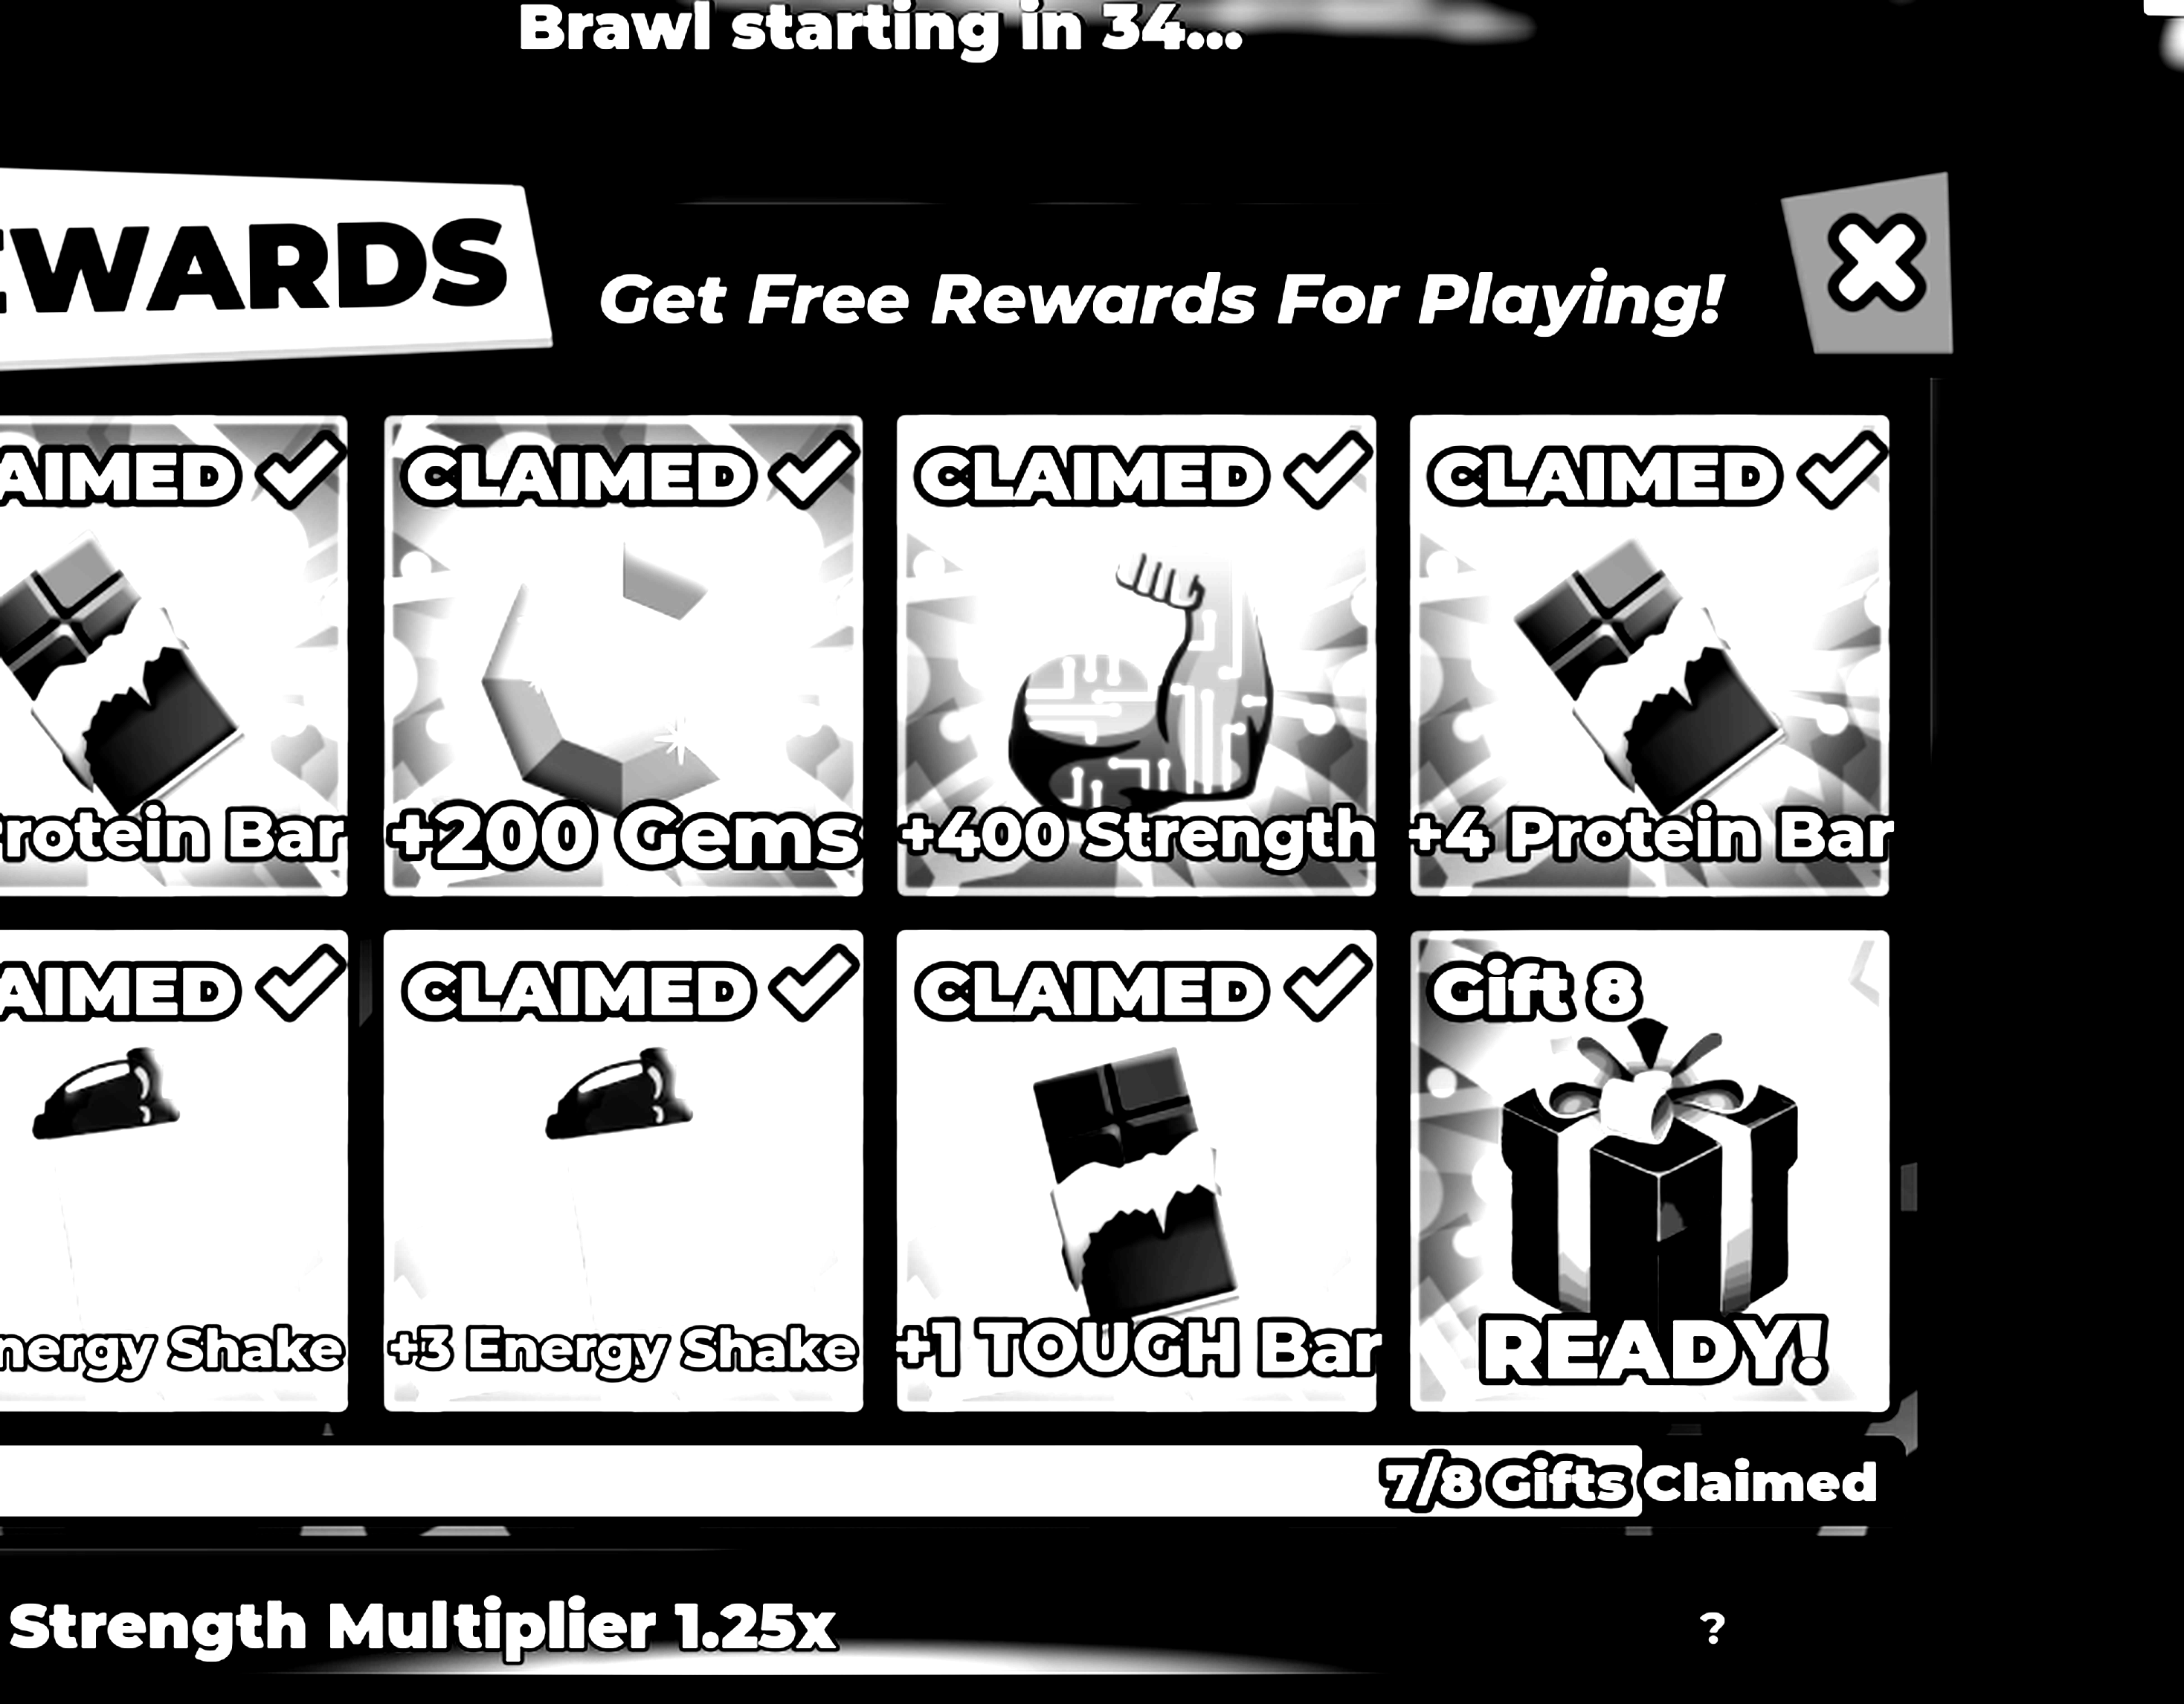 Brawl starting in 34...
EWARDS
Get Free Rewards For Playing!
AIMED
CLAIMED
CLAIMED
CLAIMED
rotein Bar
+200 Gems
+400 Strength
+4 Protein Bar
AIMED
CLAIMED
CLAIMED
Gift 8
nergy Shake
+3 Energy Shake
+1 TOUGH Bar
READY!
7/8 Gifts Claimed
Strength Multiplier 1.25x
?